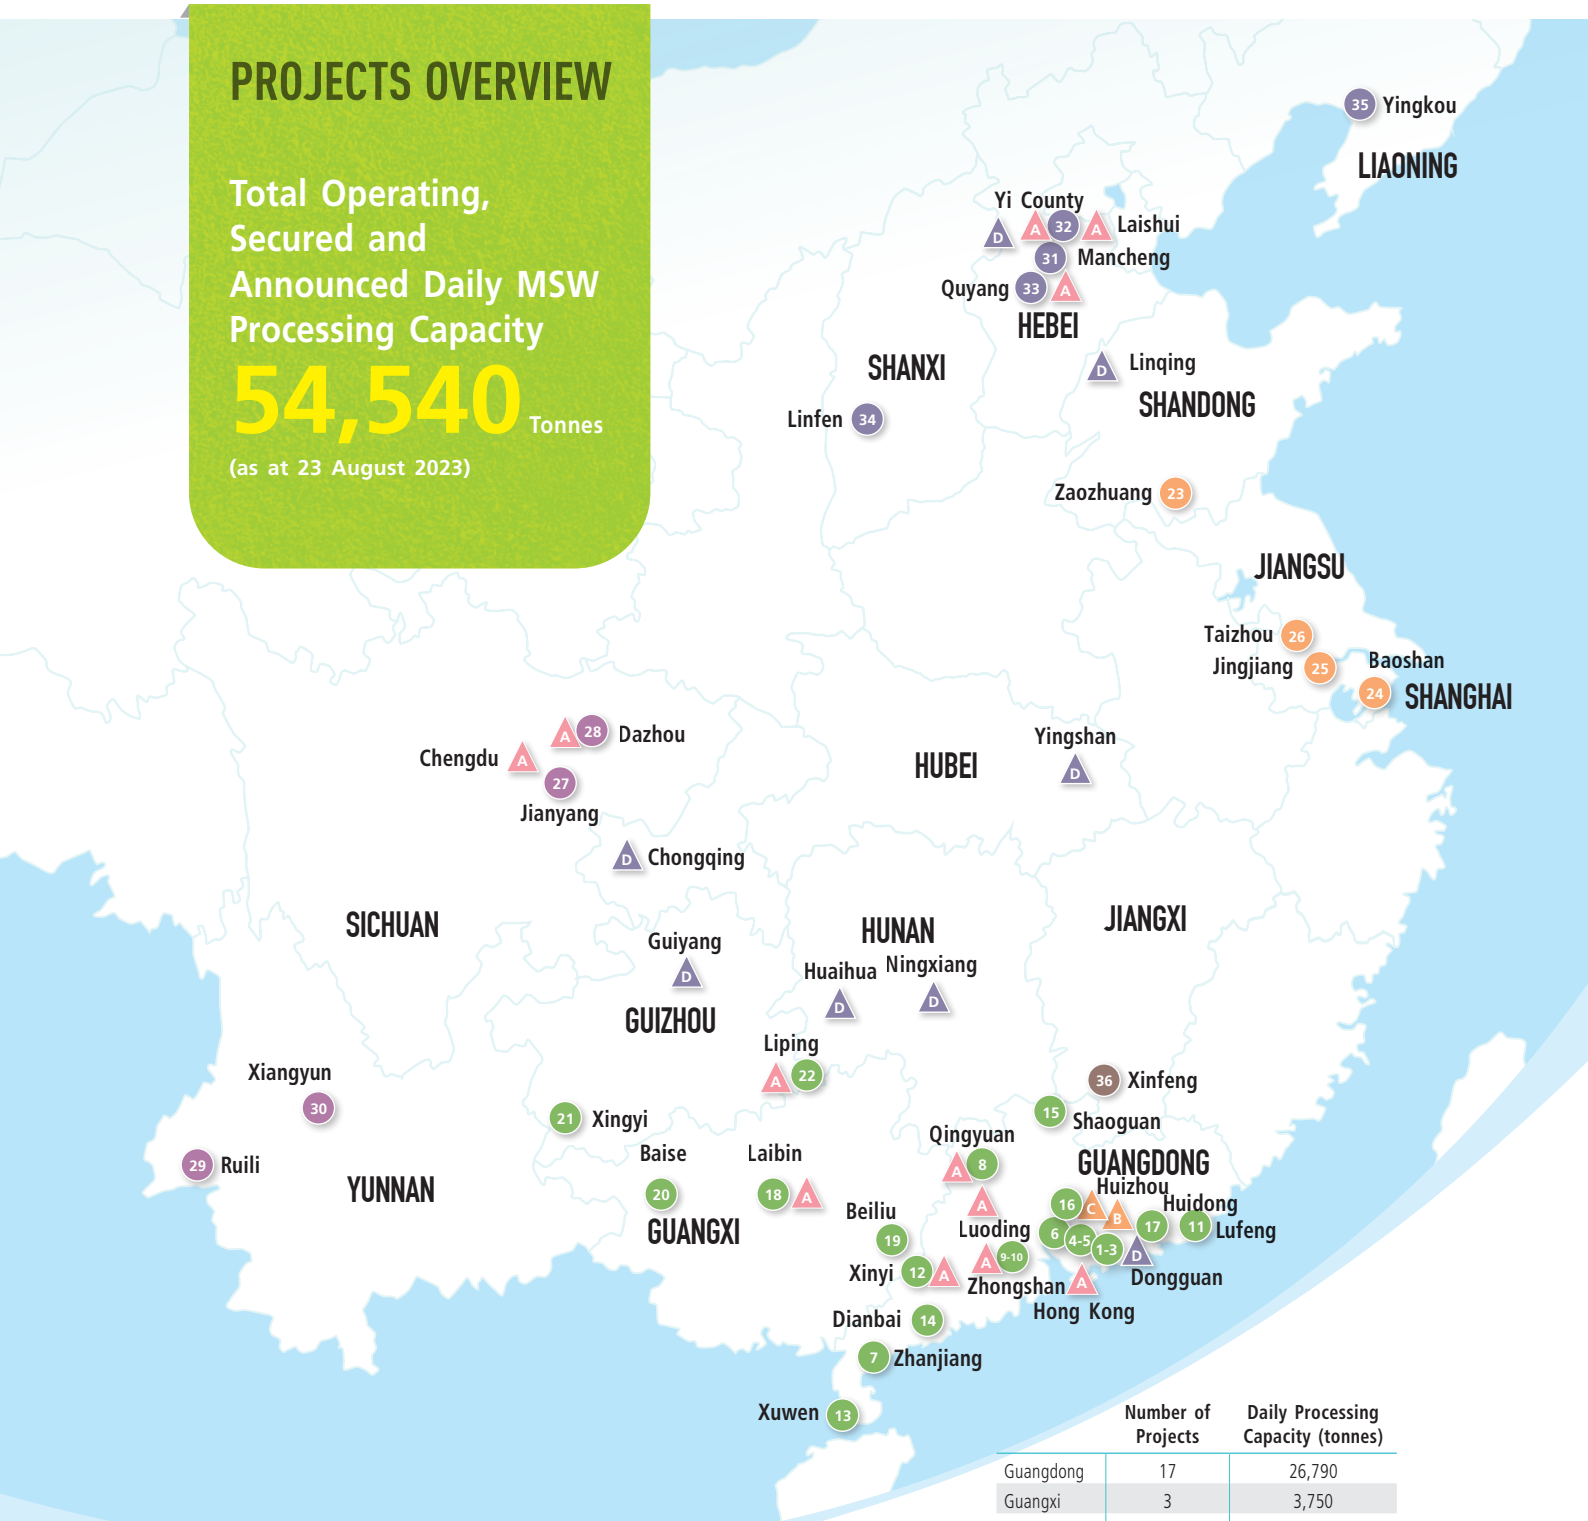 PROJECTS OVERVIEW
Total Operating,
Secured and
Announced Daily MSW
Processing Capacity
54,540 Tonnes
(as at 23 August 2023)
35 Yingkou
LIAONING
Yi County
D A 32 A Laishui
31 Mancheng
Quyang 33 A
HEBEI
SHANXI
D Linqing
SHANDONG
Linfen 34
Zaozhuang 23
JIANGSU
Taizhou 26
Jingjiang 25
Baoshan
24 SHANGHAI
A 28 Dazhou
Chengdu A
27
Jianyang
HUBEI
Yingshan
D
D Chongqing
SICHUAN
HUNAN
JIANGXI
Guiyang
D
Huaihua
D
Ningxiang
D
GUIZHOU
Liping
A 22
Xiangyun
30
36 Xinfeng
21 Xingyi
15 Shaoguan
Qingyuan
A 8
29 Ruili
YUNNAN
Baise
20
Laibin
18 A
GUANGXI
GUANGDONG
Huizhou
16 C B
Huidong
17
11 Lufeng
A
Luoding
Beiliu
19
6 4-5 1-3 D
Dongguan
Xinyi 12 A
A 9-10
Zhongshan
A
Hong Kong
Dianbai 14
7 Zhanjiang
Xuwen 13
Number of Projects
Daily Processing Capacity (tonnes)
Guangdong 17 26,790
Guangxi 3 3,750